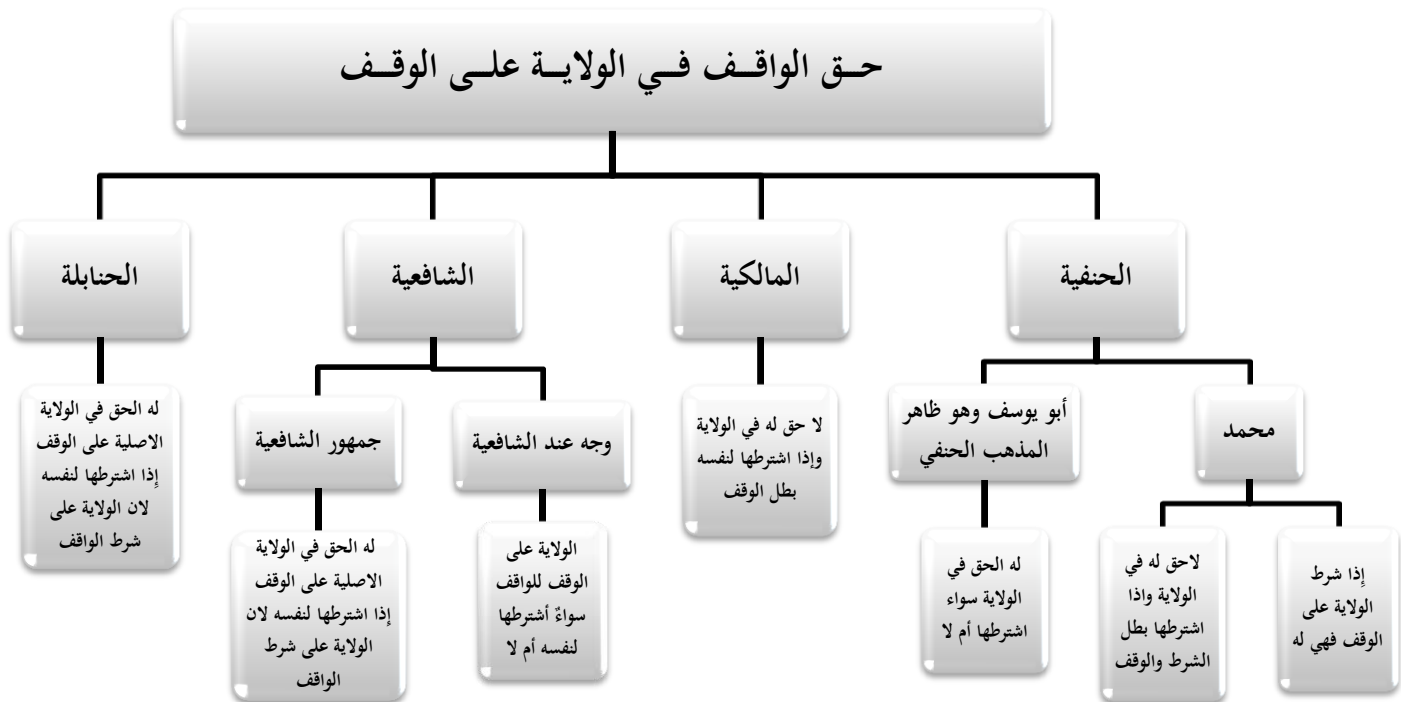 حـق الواقـف فـي الولايـة علـى الوقـف
الحنفية
المالكية
الشافعية
الحنابلة
محمد
أبو يوسف وهو ظاهر
المذهب الحنفي
وجه عند الشافعية
جمهور الشافعية
إِذا شرط
الولاية على
الوقف فهي له
لاحق له في
الولاية واذا
اشترطها بطل
الشرط والوقف
له الحق في
الولاية سواء
اشترطها أم لا
لا حق له في الولاية
وإذا اشترطها لنفسه
بطل الوقف
الولاية على
الوقف للواقف
سواءٌ أشترطها
لنفسه أم لا
له الحق في الولاية
الاصلية على الوقف
إِذا اشترطها لنفسه لان
الولاية على شرط
الواقف
له الحق في الولاية
الاصلية على الوقف
إِذا اشترطها لنفسه
لان الولاية على
شرط الواقف